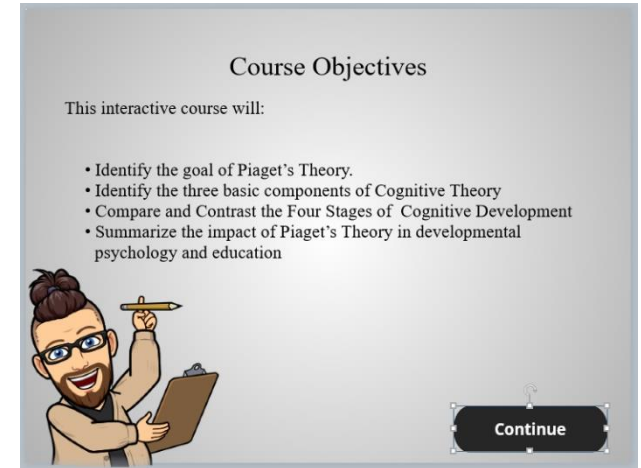 Course Objectives
This interactive course will:
• Identify the goal of Piaget's Theory.
• Identify the three basic components of Cognitive Theory
• Compare and Contrast the Four Stages of  Cognitive Development
• Summarize the impact of Piaget's Theory in developmental
psychology and education
Continue